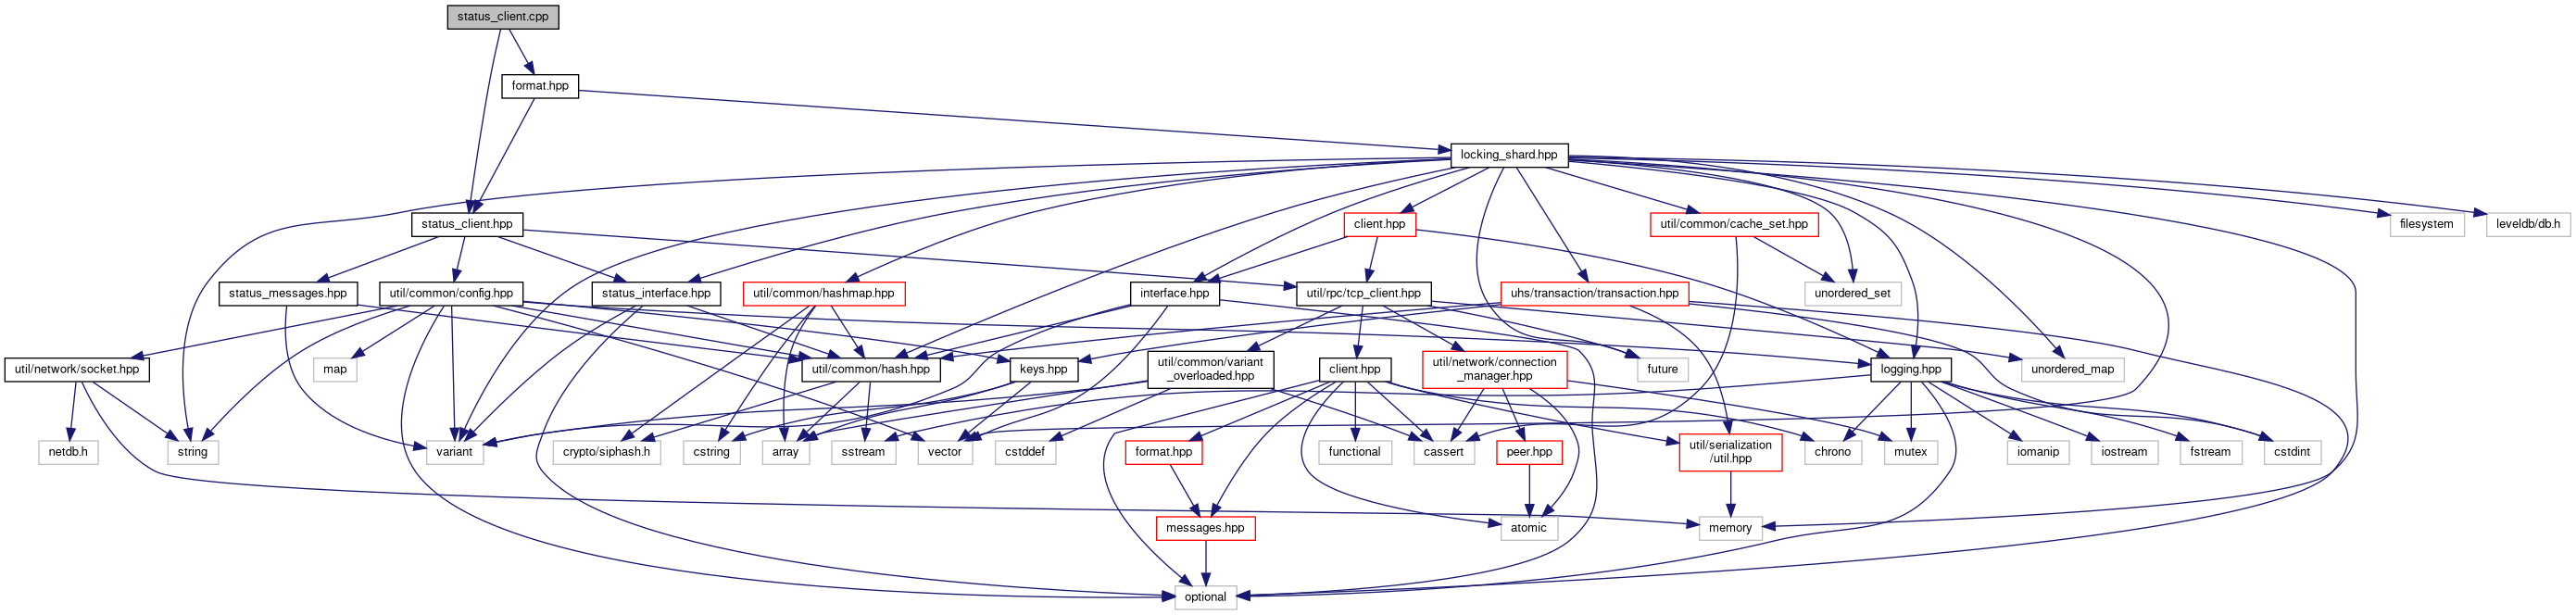 status_client.cpp
format.hpp
locking_shard.hpp
status_client.hpp
client.hpp
util/common/cache_set.hpp
filesystem
leveldb/db.h
status_messages.hpp
util/common/config.hpp
status_interface.hpp
util/common/hashmap.hpp
interface.hpp
util/rpc/tcp_client.hpp
uhs/transaction/transaction.hpp
unordered_set
util/network/socket.hpp
map
util/common/hash.hpp
keys.hpp
util/common/variant
_overloaded.hpp
client.hpp
util/network/connection
_manager.hpp
future
logging.hpp
unordered_map
netdb.h
string
variant
crypto/siphash.h
cstring
array
sstream
vector
cstddef
format.hpp
functional
cassert
peer.hpp
util/serialization
/util.hpp
chrono
mutex
iomanip
iostream
fstream
cstdint
messages.hpp
atomic
memory
optional